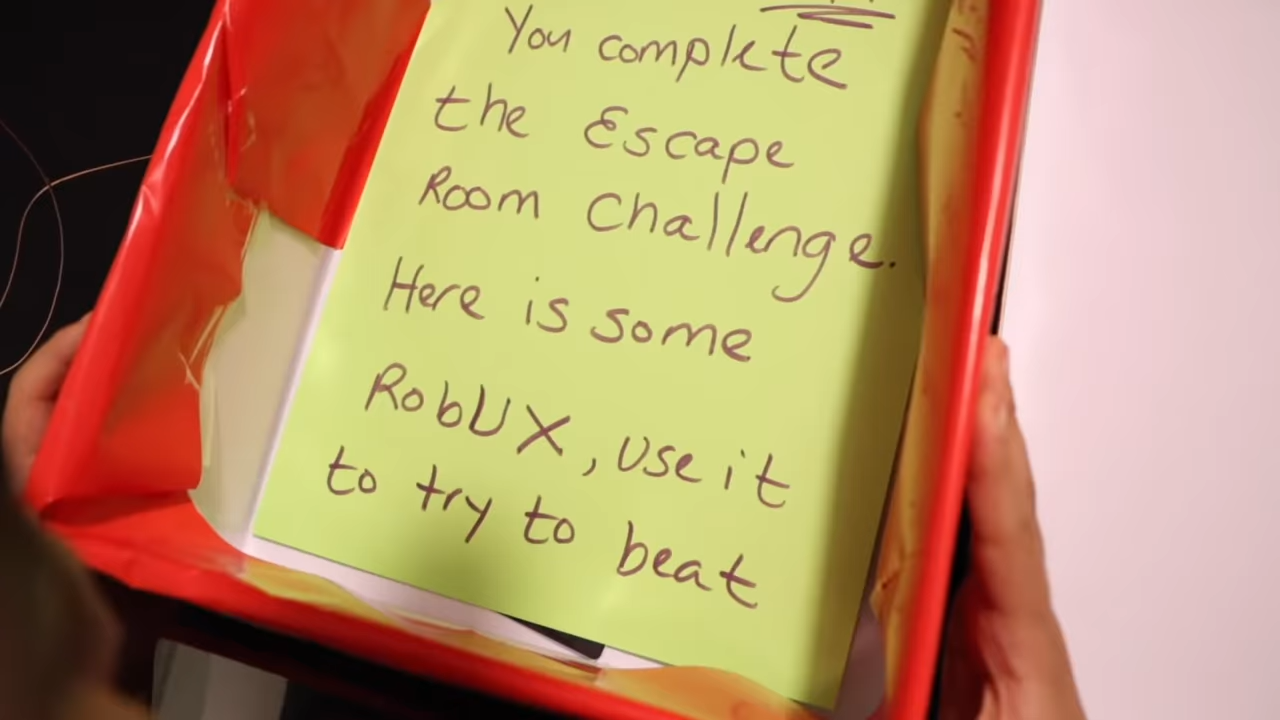 You complete
the Escape
Room Challenge.
Here is some
RobUX, use it
to try to beat